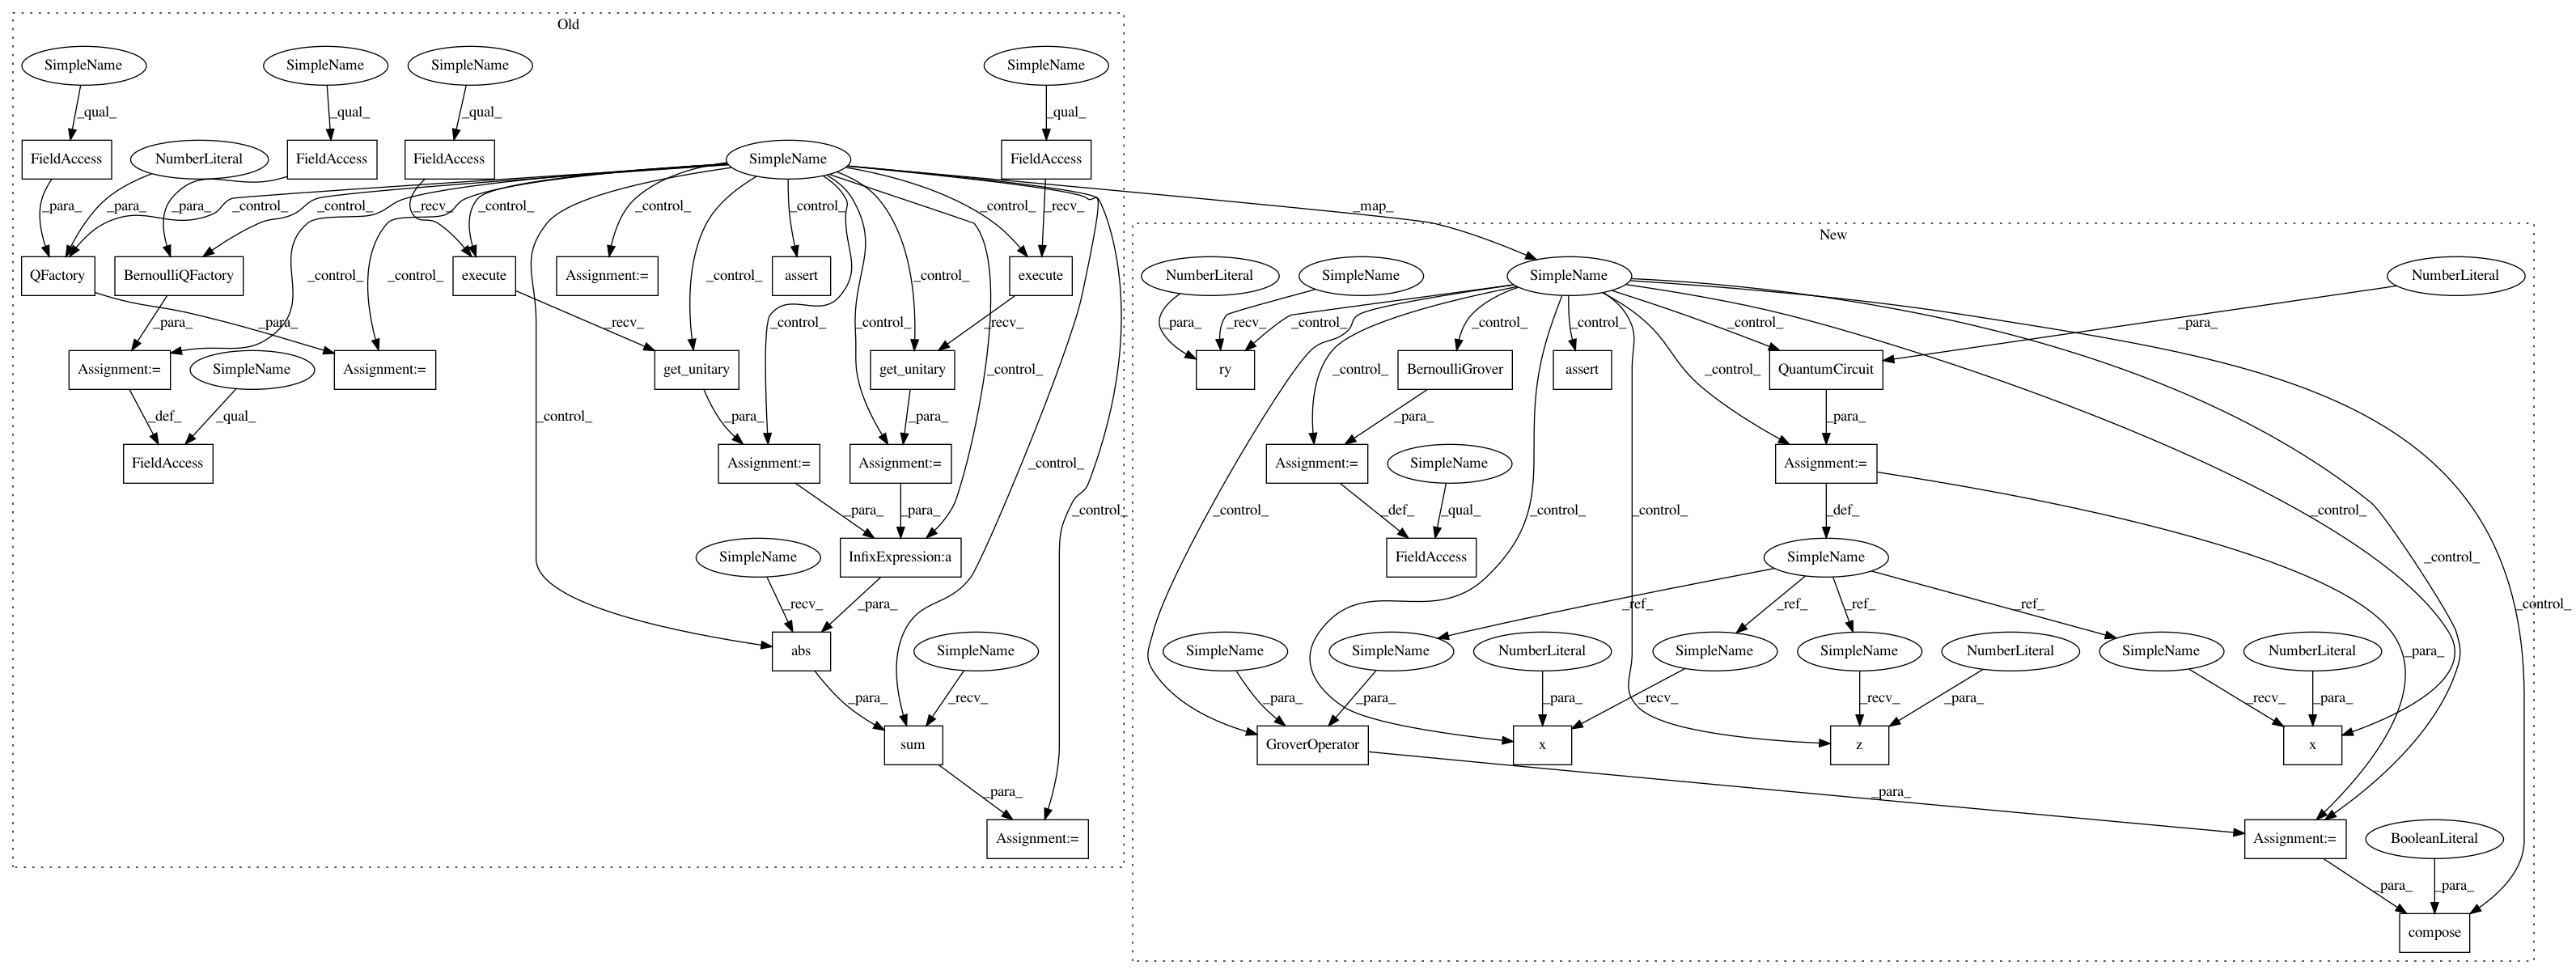 Old
SimpleName
SimpleName
SimpleName
SimpleName
_qual_
_qual_
_qual_
_qual_
FieldAccess
NumberLiteral
FieldAccess
FieldAccess
SimpleName
FieldAccess
_para_
_para_
_para_
_control_
_control_
_recv_
_control_
_control_
_control_
_control_
_recv_
_map_
New
QFactory
BernoulliQFactory
_control_
_control_
execute
Assignment:=
_control_
assert
_control_
execute
NumberLiteral
SimpleName
SimpleName
NumberLiteral
_para_
_para_
_recv_
_control_
_control_
_recv_
_para_
_recv_
_control_
_control_
_control_
_control_
_control_
_para_
Assignment:=
SimpleName
Assignment:=
get_unitary
get_unitary
_control_
ry
_control_
BernoulliGrover
assert
_control_
QuantumCircuit
_def_
_qual_
_control_
_para_
_para_
_para_
_para_
FieldAccess
Assignment:=
Assignment:=
_control_
Assignment:=
SimpleName
Assignment:=
_para_
_para_
_control_
_control_
_def_
_qual_
_control_
_control_
_def_
_control_
SimpleName
InfixExpression:a
FieldAccess
SimpleName
_control_
_recv_
_para_
_ref_
_ref_
_ref_
_ref_
_control_
abs
SimpleName
SimpleName
SimpleName
NumberLiteral
SimpleName
SimpleName
NumberLiteral
SimpleName
NumberLiteral
_para_
_para_
_recv_
_para_
_para_
_para_
_recv_
_recv_
_para_
_recv_
_para_
sum
GroverOperator
x
z
x
_para_
_para_
Assignment:=
Assignment:=
BooleanLiteral
_para_
_para_
compose